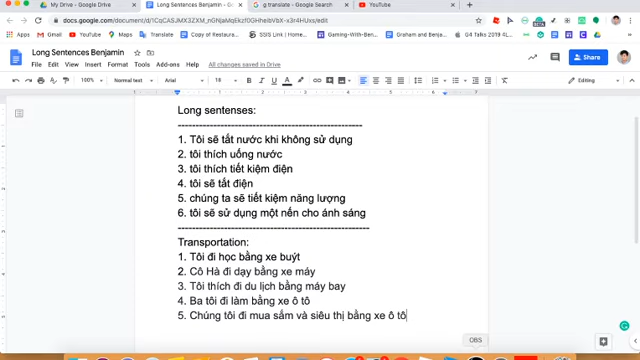 My Drive - Google Drive
Long Sentences Benjamin - Go
g translate - Google Search
YouTube
docs.google.com/document/d/1CqCASJMX3ZXM_nGNjaMqEkzf0GHheibVbX-x3r4HUxs/edit
Apps
Bookmarks
Gmail
YouTube
Maps
Translate
SSIS Link | Home
Gaming-With-Ben...
Graham and Benja...
G4 Talks 2019 -K...
Long Sentences Benjamin
File Edit View Insert Format Tools Add-ons Help
All changes saved in Drive
Share
100%
Normal text
Arial
18
Editing
Long sentenses:
------------------------------------------------------
1. Tôi sẽ tắt nước khi không sử dụng
2. tôi thích uống nước
3. tôi thích tiết kiệm điện
4. tôi sẽ tắt điện
5. chúng ta sẽ tiết kiệm năng lượng
6. tôi sẽ sử dụng một nến cho ánh sáng
--------------------------------------------------------
Transportation:
1. Tôi đi học bằng xe buýt
2. Cô Hà đi dạy bằng xe máy
3. Tôi thích đi du lịch bằng máy bay
4. Ba tôi đi làm bằng xe ô tô
5. Chúng tôi đi mua sắm và siêu thị bằng xe ô tô
OBS